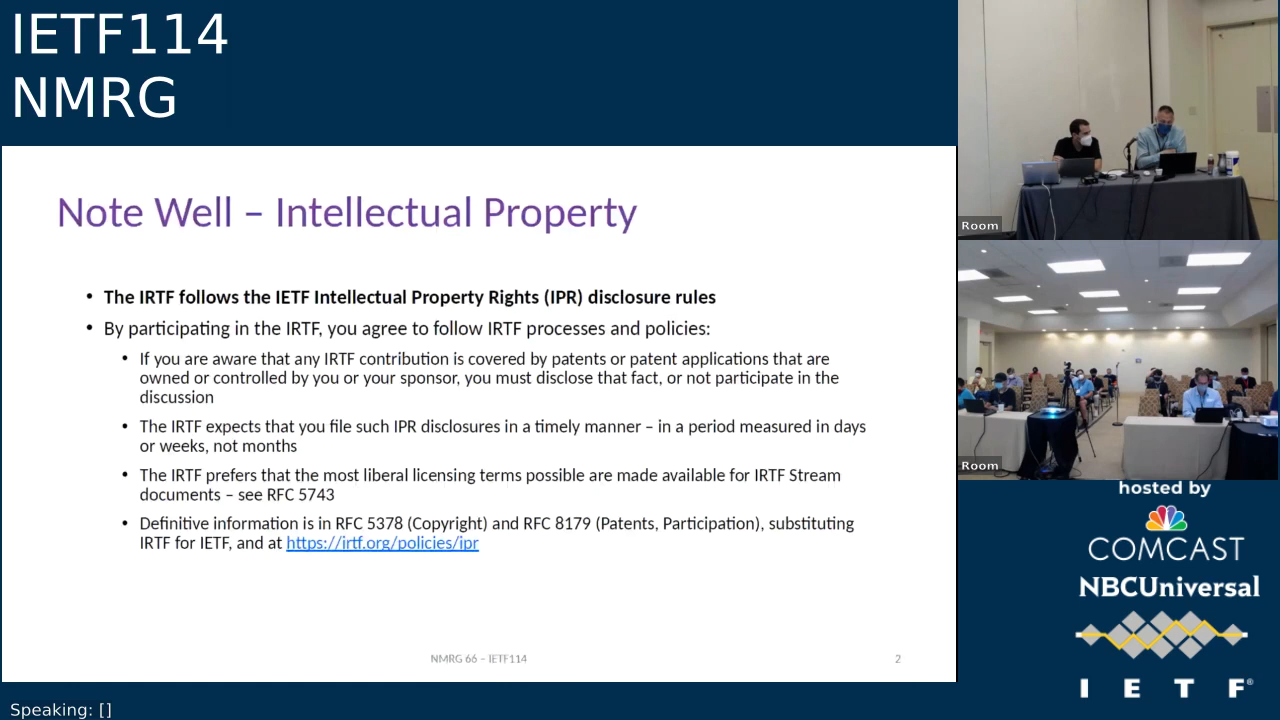 IETF114
NMRG
Note Well – Intellectual Property
• The IRTF follows the IETF Intellectual Property Rights (IPR) disclosure rules
• By participating in the IRTF, you agree to follow IRTF processes and policies:
• If you are aware that any IRTF contribution is covered by patents or patent applications that are
owned or controlled by you or your sponsor, you must disclose that fact, or not participate in the
discussion
• The IRTF expects that you file such IPR disclosures in a timely manner – in a period measured in days
or weeks, not months
• The IRTF prefers that the most liberal licensing terms possible are made available for IRTF Stream
documents – see RFC 5743
• Definitive information is in RFC 5378 (Copyright) and RFC 8179 (Patents, Participation), substituting
IRTF for IETF, and at https://irtf.org/policies/ipr
NMRG 66 – IETF114
2
Speaking: []
Room
Room
hosted by
COMCAST
NBCUniversal
I E T F®